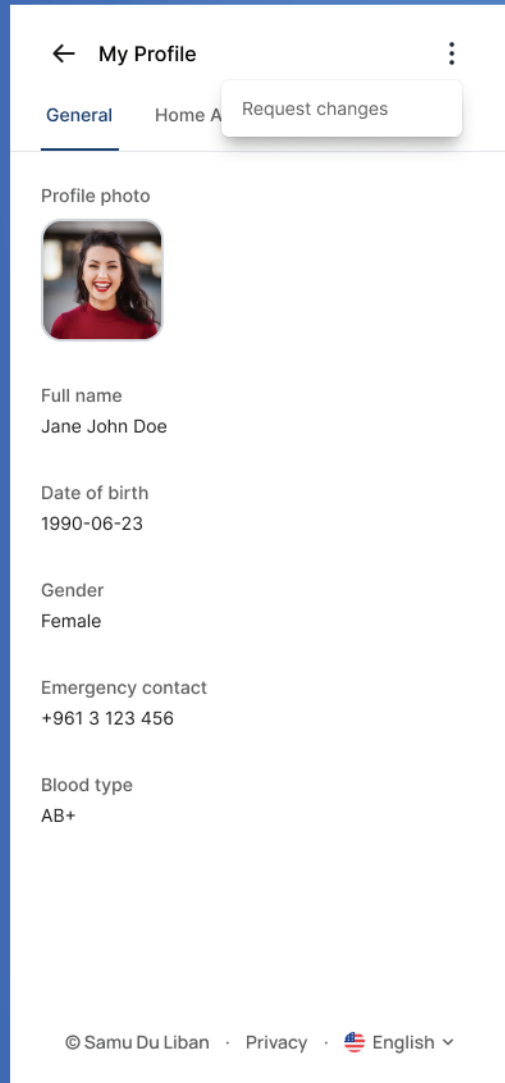 My Profile
General
Home A
Request changes
Profile photo
Full name
Jane John Doe
Date of birth
1990-06-23
Gender
Female
Emergency contact
+961 3 123 456
Blood type
AB+
© Samu Du Liban · Privacy · English